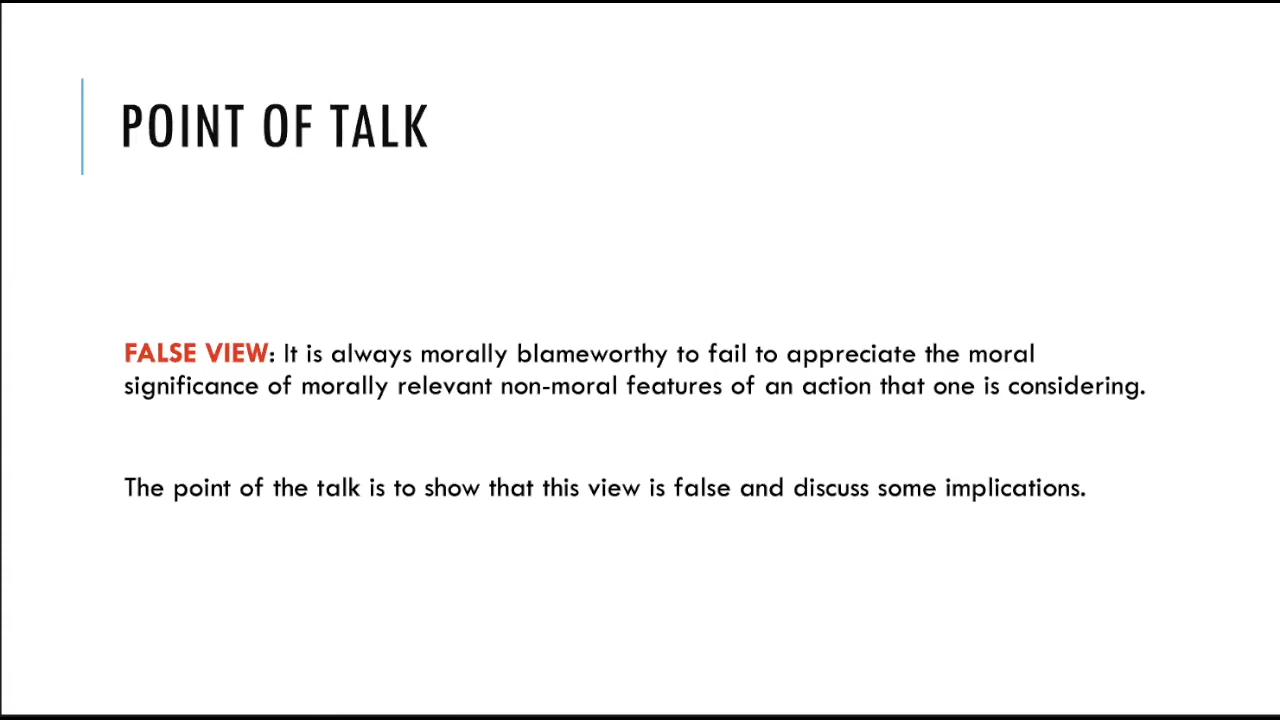 POINT OF TALK
FALSE VIEW: It is always morally blameworthy to fail to appreciate the moral
significance of morally relevant non-moral features of an action that one is considering.
The point of the talk is to show that this view is false and discuss some implications.